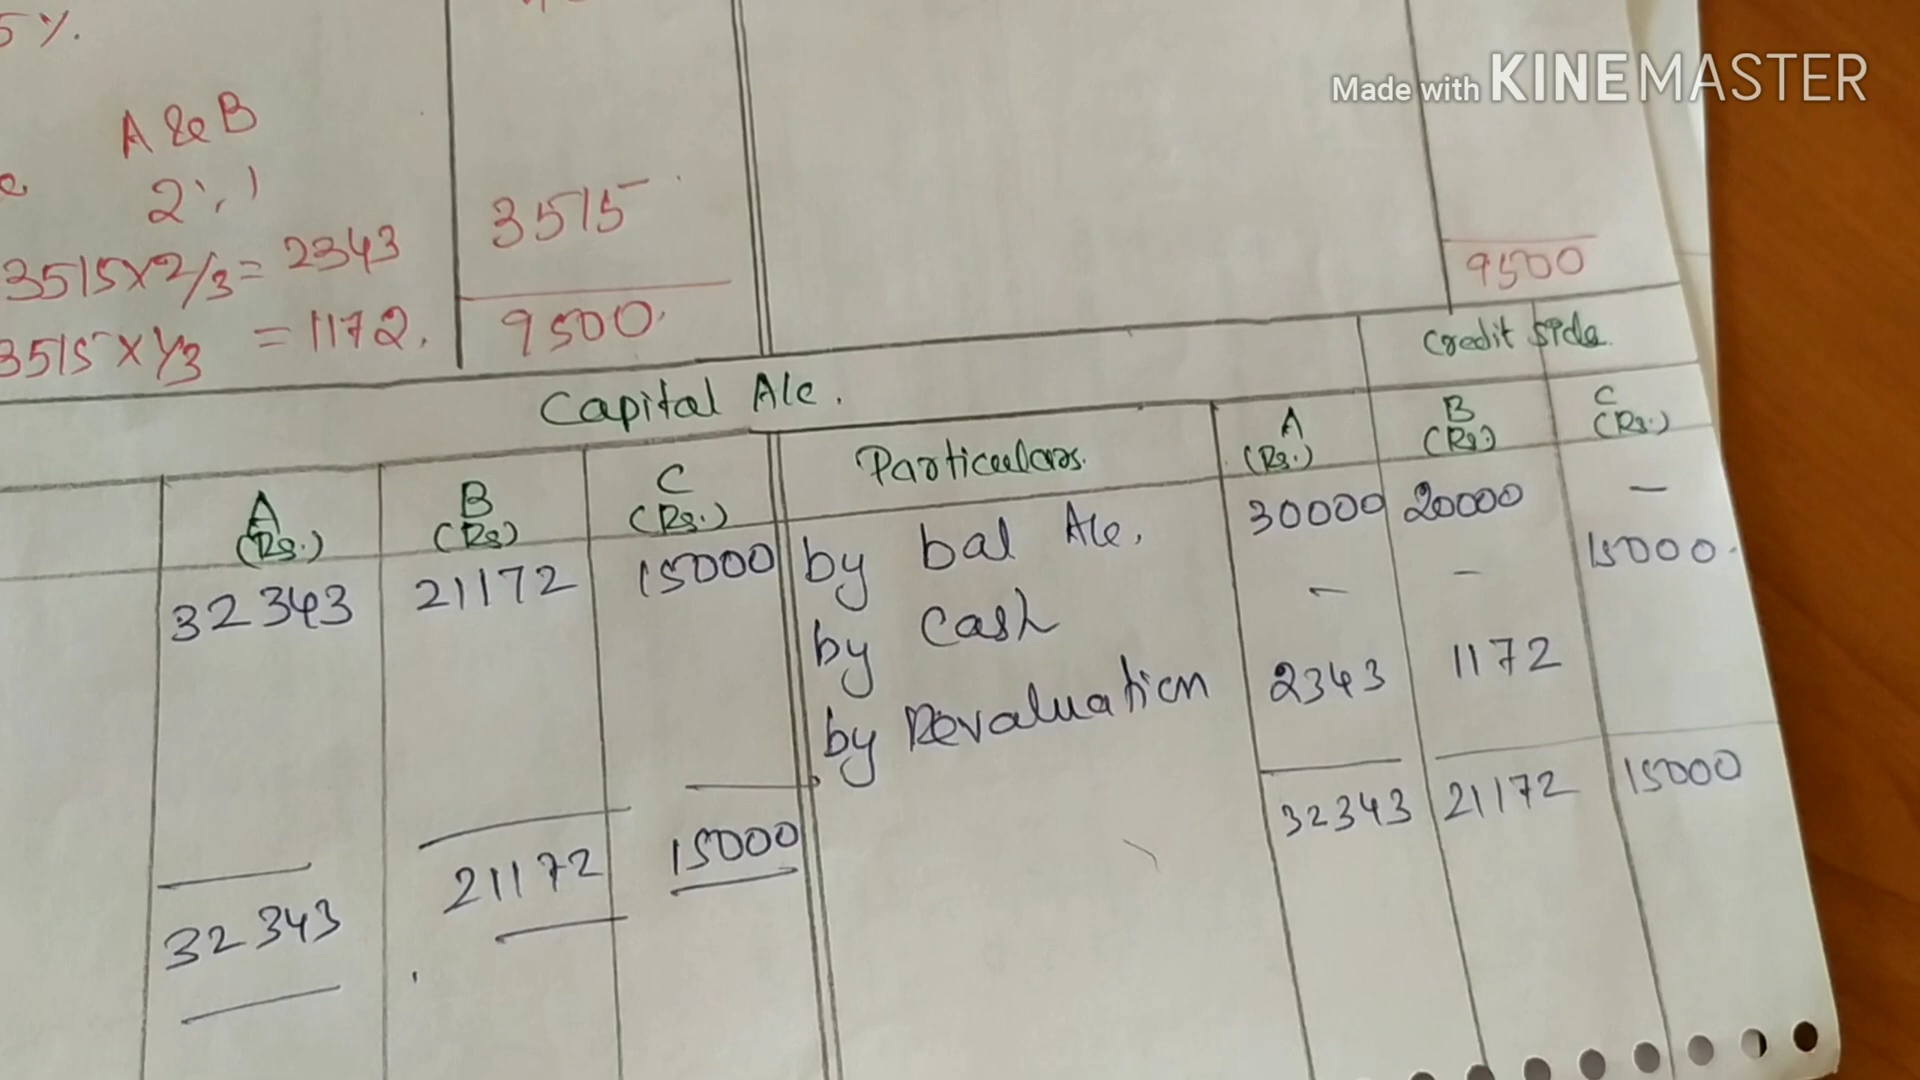 Made with KINEMASTER
5%.
A & B
2:1
3515 × 2/3 = 2343
3515 × 1/3 = 1172.
3515
9500.
9500
Credit side.
Capital A/c.
A (Rs.) B (Rs) C (Rs.) Particulars. A (Rs.) B (Rs.) C (Rs.)
32343 21172 15000 by bal A/c. 30000 20000 —
by Cash — — 15000.
by Revaluation 2343 1172
32343 21172 15000 32343 21172 15000